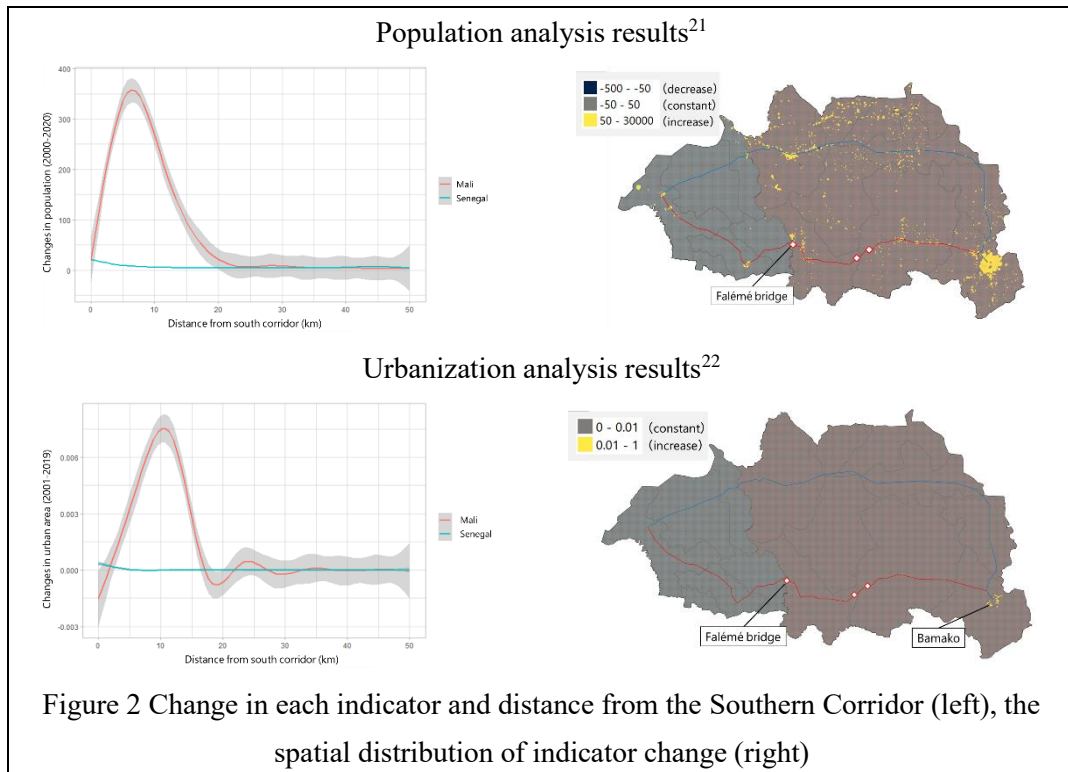 Population analysis results21
400
300
200
100
0
Changes in population (2000-2020)
0 10 20 30 40 50
Distance from south corridor (km)
Mali
Senegal
-500 - -50 (decrease)
-50 - 50 (constant)
50 - 30000 (increase)
Falémé bridge
Urbanization analysis results22
0.006
0.003
0.000
-0.003
Changes in urban area (2001-2019)
0 10 20 30 40 50
Distance from south corridor (km)
Mali
Senegal
0 - 0.01 (constant)
0.01 - 1 (increase)
Falémé bridge
Bamako
Figure 2 Change in each indicator and distance from the Southern Corridor (left), the
spatial distribution of indicator change (right)